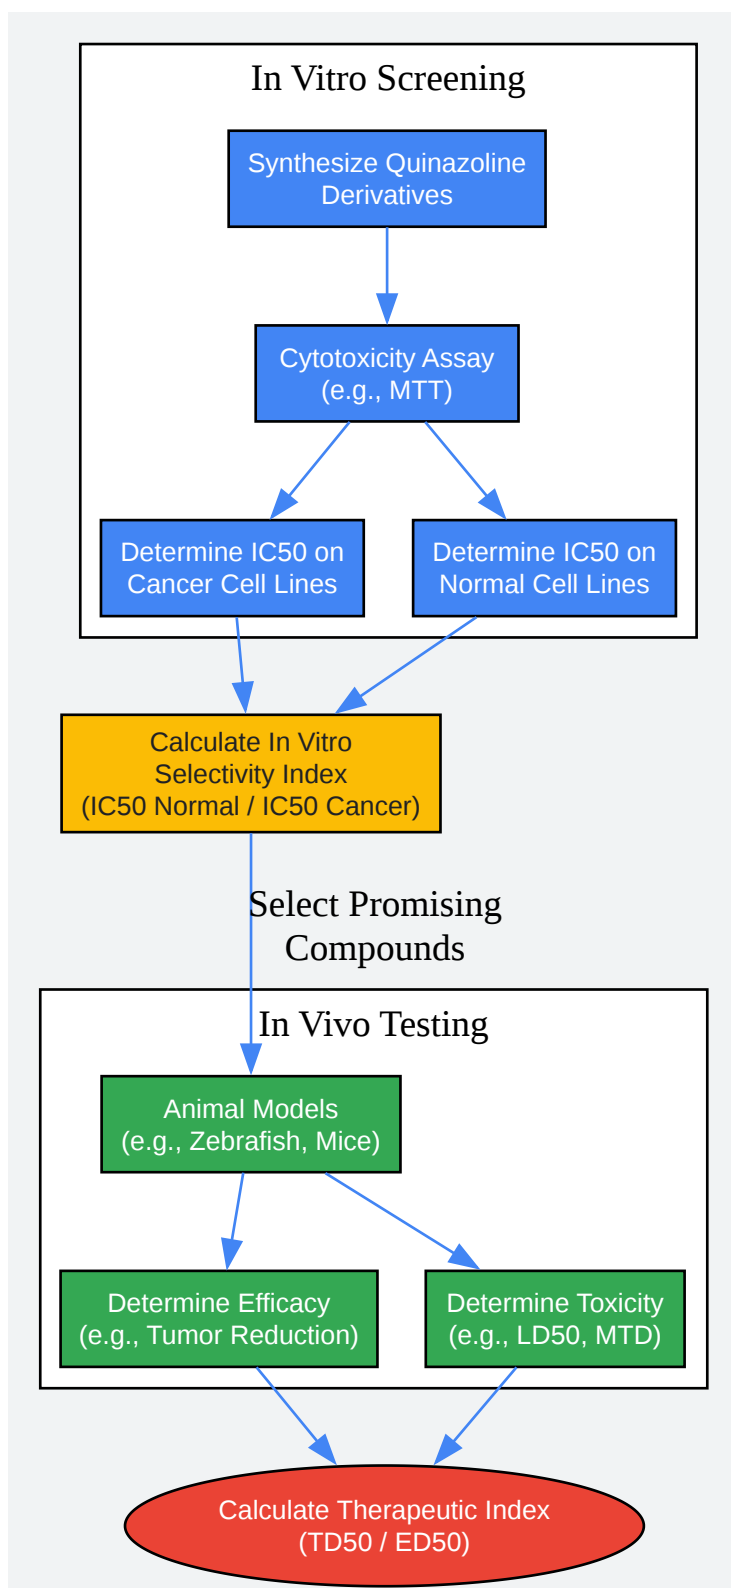 In Vitro Screening
Synthesize Quinazoline
Derivatives
Cytotoxicity Assay
(e.g., MTT)
Determine IC50 on
Cancer Cell Lines
Determine IC50 on
Normal Cell Lines
Calculate In Vitro
Selectivity Index
(IC50 Normal / IC50 Cancer)
Select Promising
Compounds
In Vivo Testing
Animal Models
(e.g., Zebrafish, Mice)
Determine Efficacy
(e.g., Tumor Reduction)
Determine Toxicity
(e.g., LD50, MTD)
Calculate Therapeutic Index
(TD50 / ED50)